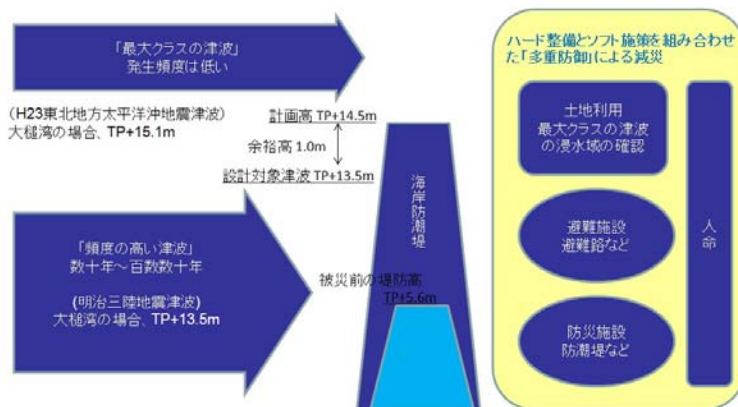 「最大クラスの津波」
発生頻度は低い
(H23東北地方太平洋沖地震津波)
大槌湾の場合、TP+15.1m
計画高 TP+14.5m
余裕高 1.0m
設計対象津波 TP+13.5m
海岸防潮堤
「頻度の高い津波」
数十年～百数数十年
(明治三陸地震津波)
大槌湾の場合、TP+13.5m
被災前の堤防高
TP+5.6m
ハード整備とソフト施策を組み合わせ
た「多重防御」による減災
土地利用
最大クラスの津波
の浸水域の確認
避難施設
避難路など
防災施設
防潮堤など
人命